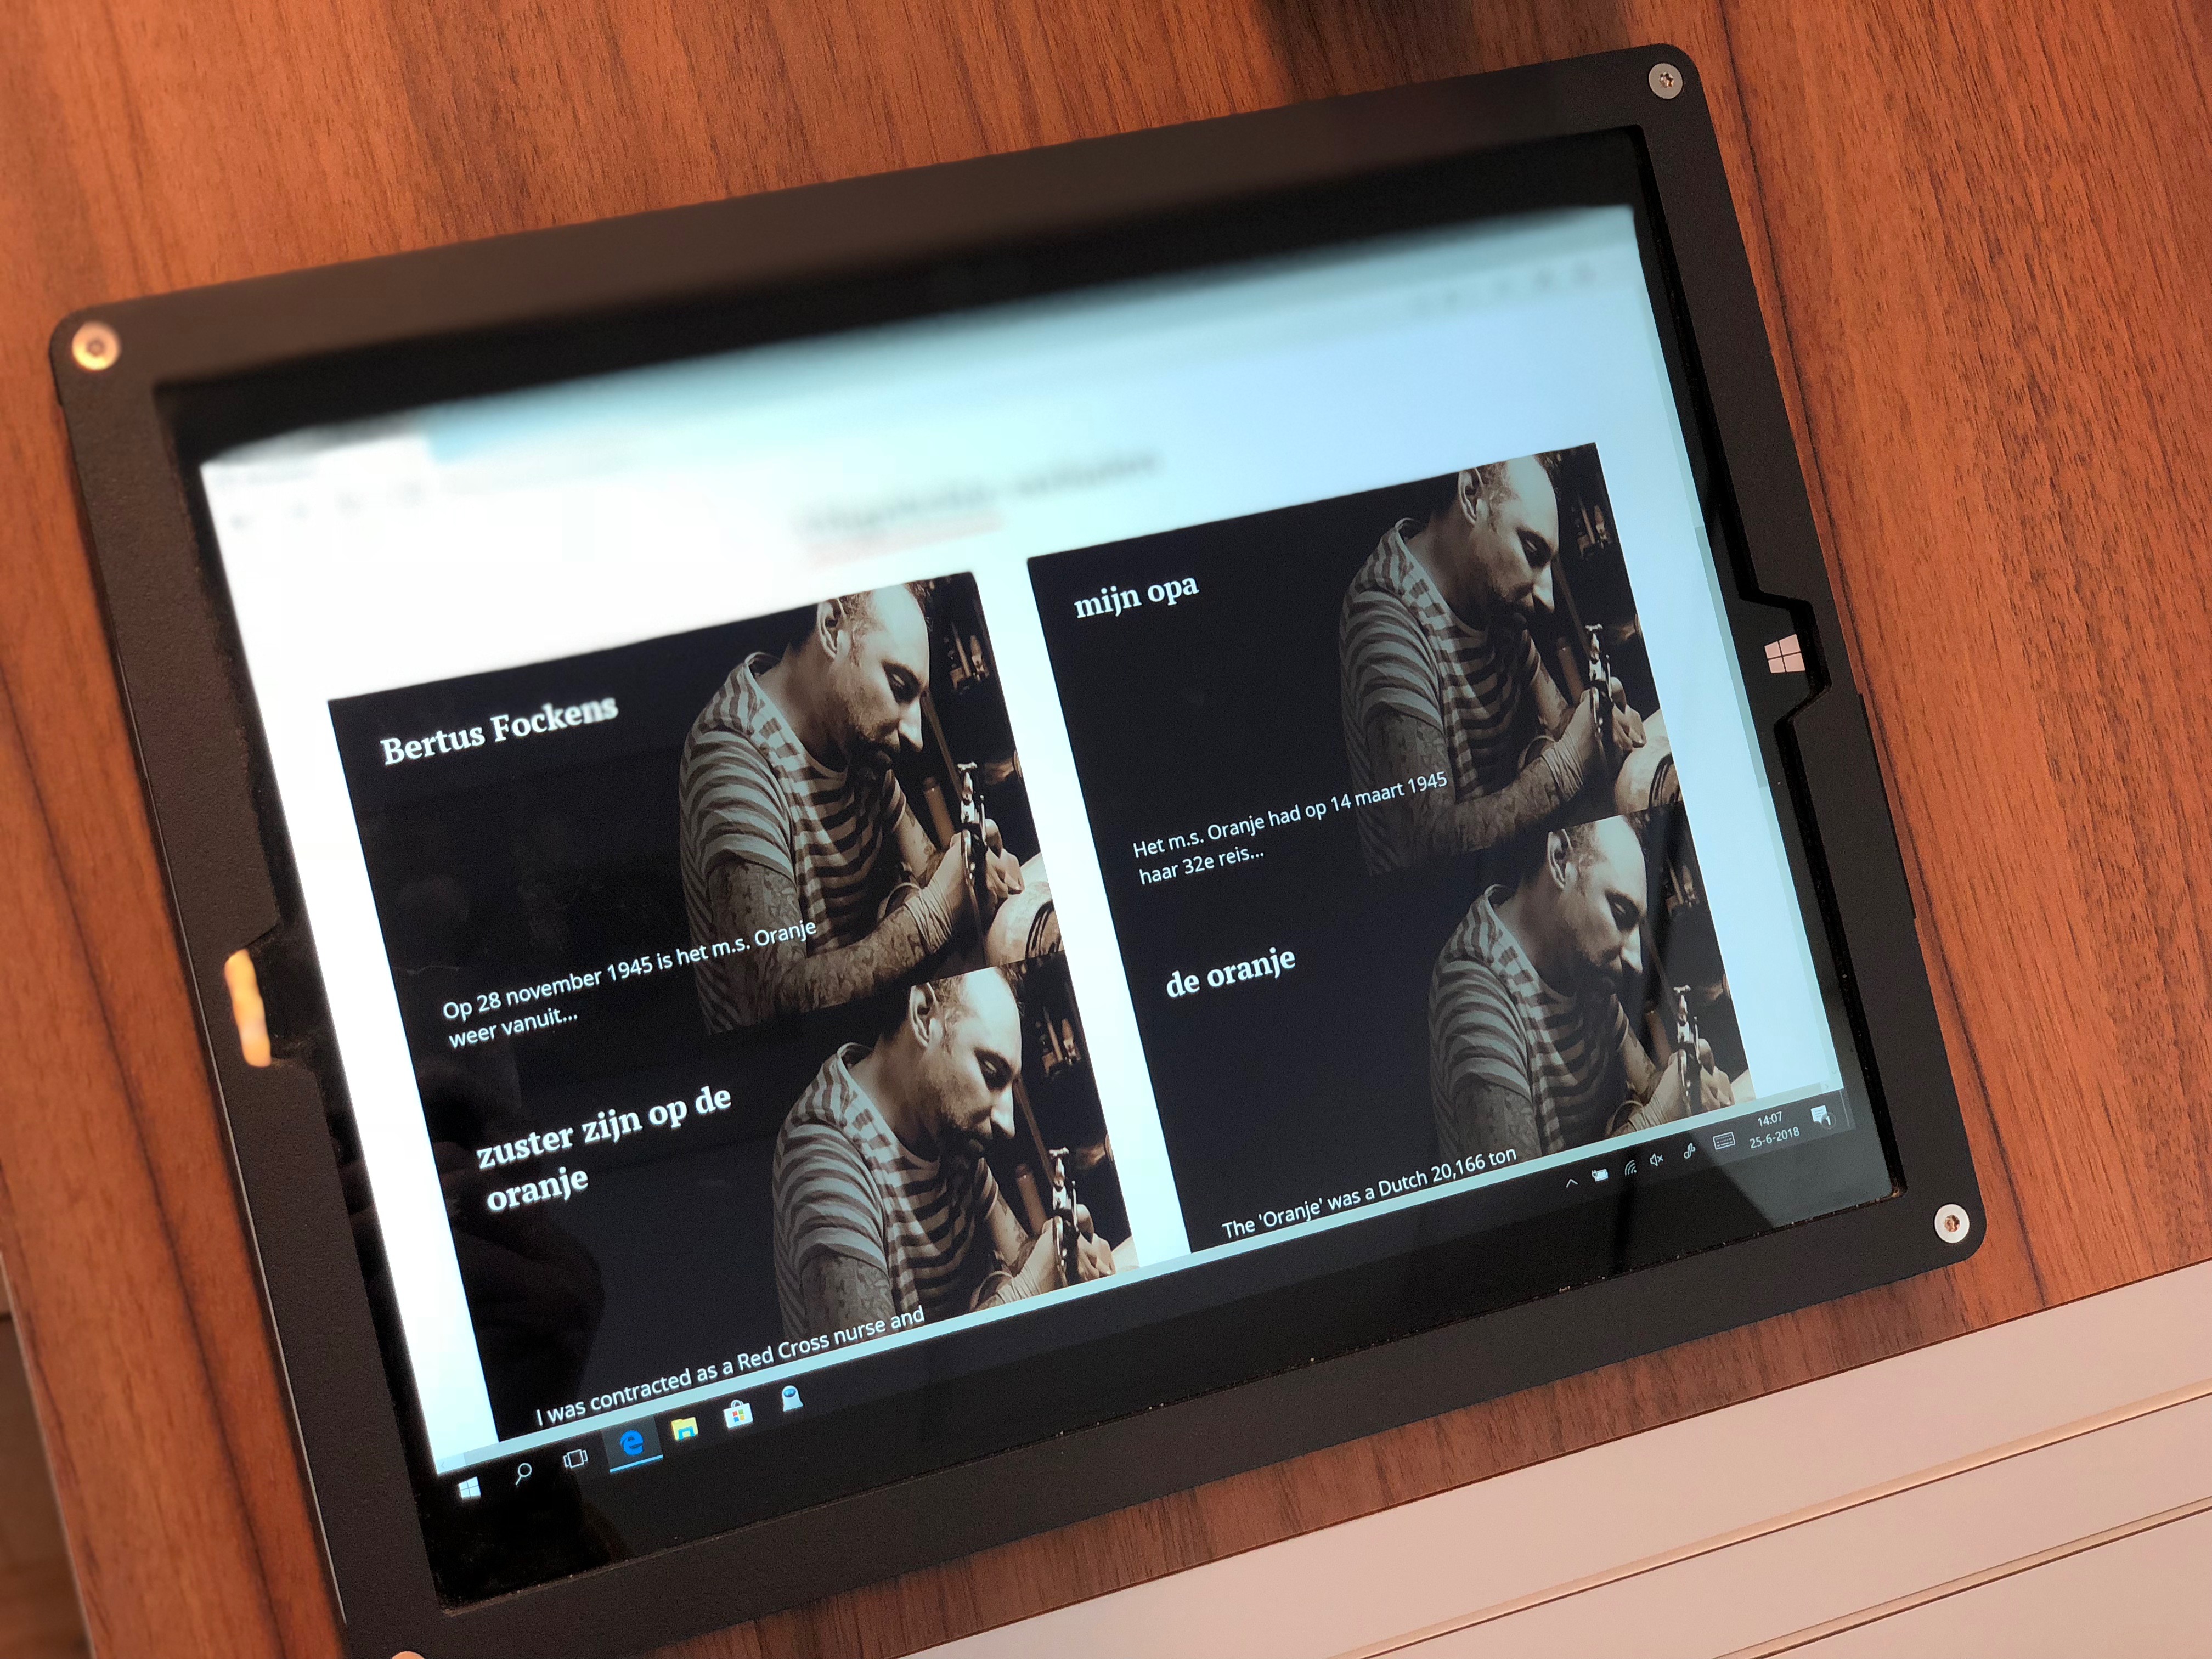 Bertus Fockens
Op 28 november 1945 is het m.s. Oranje
weer vanuit...
zuster zijn op de
oranje
I was contracted as a Red Cross nurse and
mijn opa
Het m.s. Oranje had op 14 maart 1945
haar 32e reis...
de oranje
The 'Oranje' was a Dutch 20,166 ton
14:07
25-6-2018
1